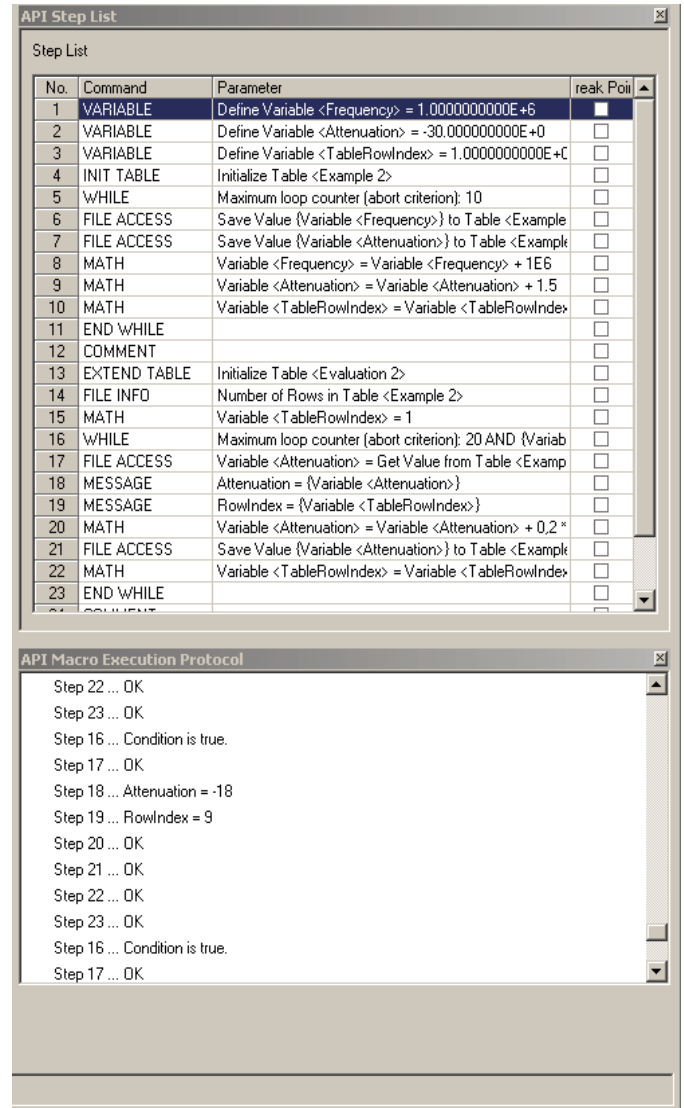 API Step List
Step List
No. Command Parameter reak Poi
1 VARIABLE Define Variable <Frequency> = 1.0000000000E+6
2 VARIABLE Define Variable <Attenuation> = -30.000000000E+0
3 VARIABLE Define Variable <TableRowIndex> = 1.0000000000E+0
4 INIT TABLE Initialize Table <Example 2>
5 WHILE Maximum loop counter (abort criterion): 10
6 FILE ACCESS Save Value {Variable <Frequency>} to Table <Example
7 FILE ACCESS Save Value {Variable <Attenuation>} to Table <Example
8 MATH Variable <Frequency> = Variable <Frequency> + 1E6
9 MATH Variable <Attenuation> = Variable <Attenuation> + 1.5
10 MATH Variable <TableRowIndex> = Variable <TableRowIndex>
11 END WHILE
12 COMMENT
13 EXTEND TABLE Initialize Table <Evaluation 2>
14 FILE INFO Number of Rows in Table <Example 2>
15 MATH Variable <TableRowIndex> = 1
16 WHILE Maximum loop counter (abort criterion): 20 AND {Variab
17 FILE ACCESS Variable <Attenuation> = Get Value from Table <Examp
18 MESSAGE Attenuation = {Variable <Attenuation>}
19 MESSAGE RowIndex = {Variable <TableRowIndex>}
20 MATH Variable <Attenuation> = Variable <Attenuation> + 0,2 *
21 FILE ACCESS Save Value {Variable <Attenuation>} to Table <Example
22 MATH Variable <TableRowIndex> = Variable <TableRowIndex>
23 END WHILE
API Macro Execution Protocol
Step 22 ... OK
Step 23 ... OK
Step 16 ... Condition is true.
Step 17 ... OK
Step 18 ... Attenuation = -18
Step 19 ... RowIndex = 9
Step 20 ... OK
Step 21 ... OK
Step 22 ... OK
Step 23 ... OK
Step 16 ... Condition is true.
Step 17 ... OK